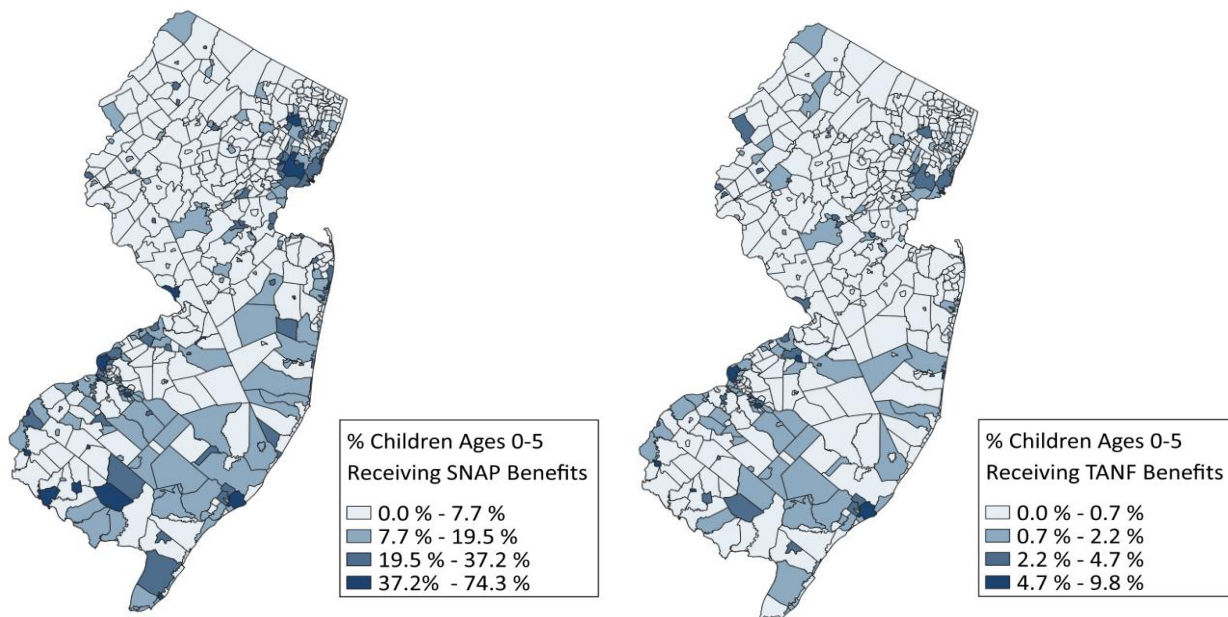 % Children Ages 0-5
Receiving SNAP Benefits
0.0 % - 7.7 %
7.7 % - 19.5 %
19.5 % - 37.2 %
37.2% - 74.3 %
% Children Ages 0-5
Receiving TANF Benefits
0.0 % - 0.7 %
0.7 % - 2.2 %
2.2 % - 4.7 %
4.7 % - 9.8 %